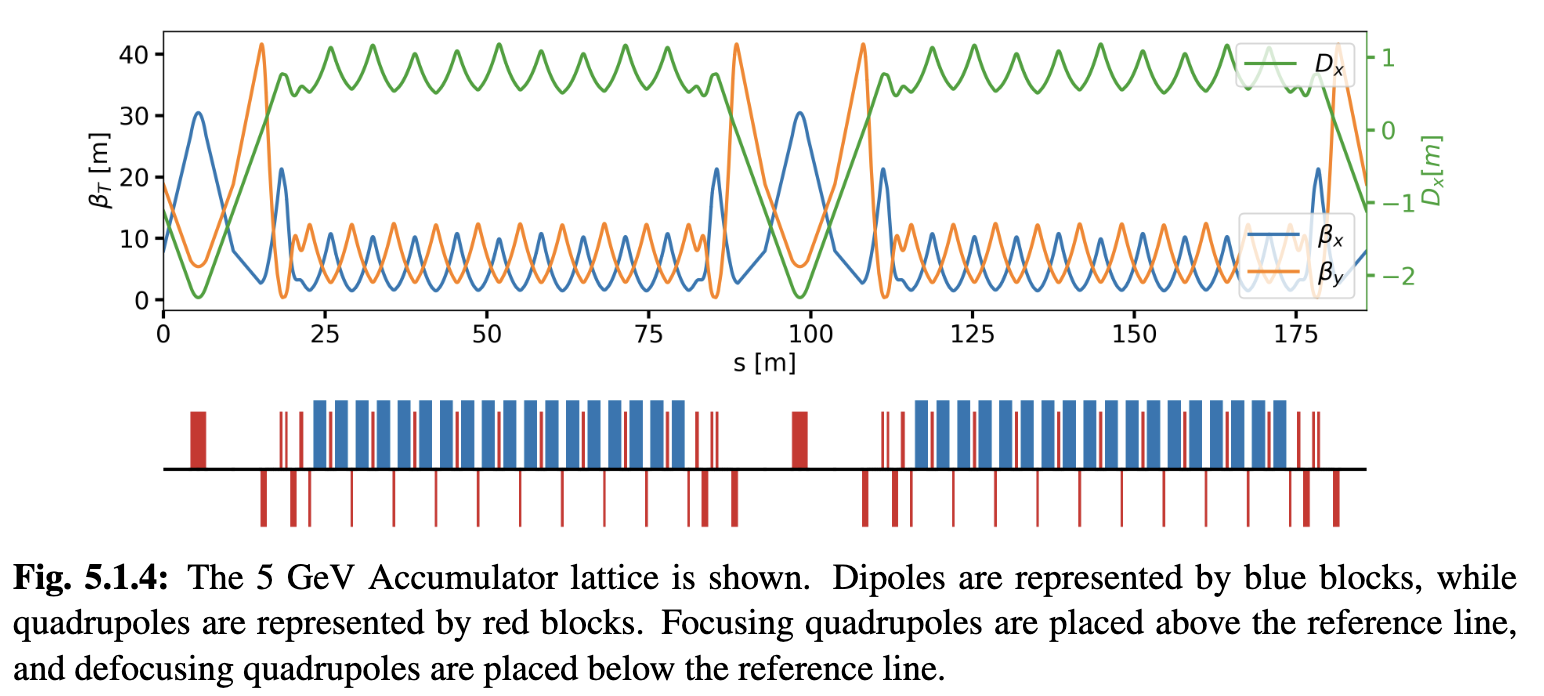 40
30
20
10
0
β_T [m]
1
0
−1
−2
D_x[m]
D_x
β_x
β_y
0 25 50 75 100 125 150 175
s [m]
Fig. 5.1.4: The 5 GeV Accumulator lattice is shown. Dipoles are represented by blue blocks, while
quadrupoles are represented by red blocks. Focusing quadrupoles are placed above the reference line,
and defocusing quadrupoles are placed below the reference line.